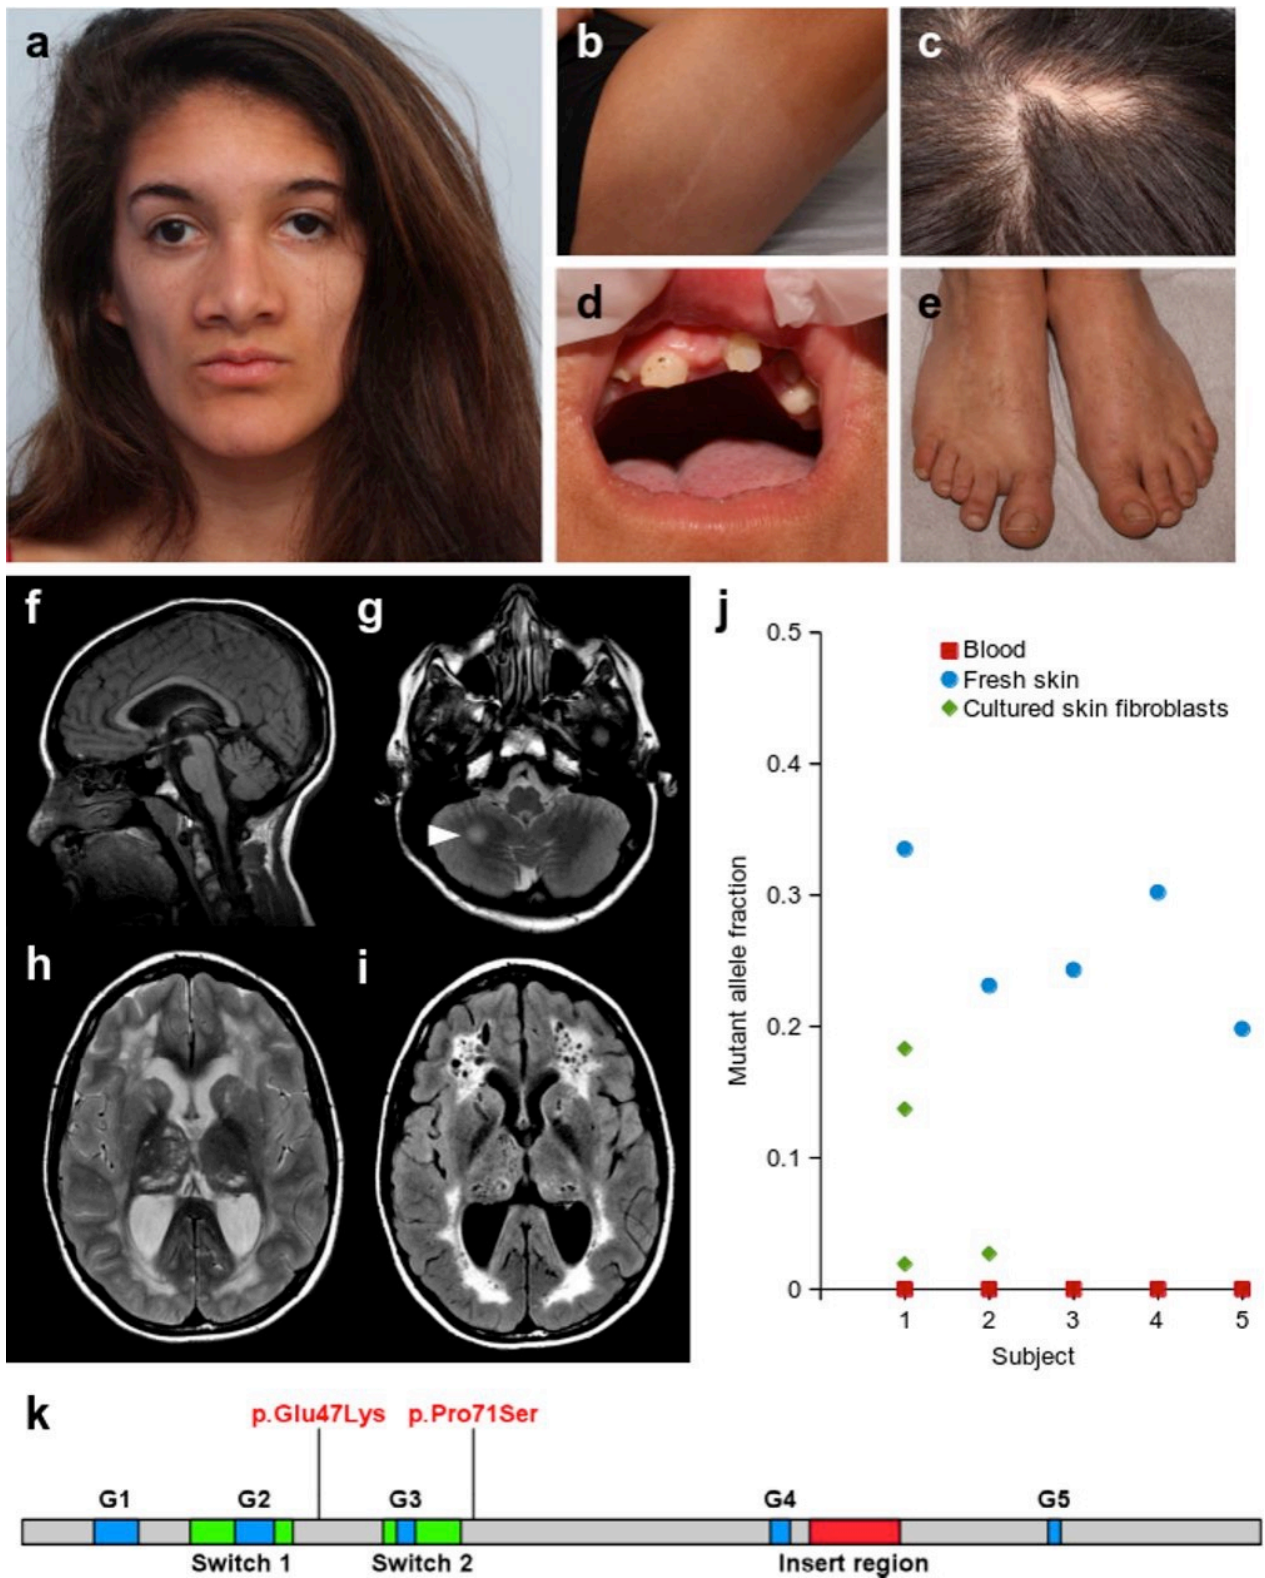 a
b
c
d
e
f
g
h
i
j
0.5
0.4
0.3
0.2
0.1
0
Mutant allele fraction
Blood
Fresh skin
Cultured skin fibroblasts
1 2 3 4 5
Subject
k
p.Glu47Lys p.Pro71Ser
G1 G2 G3 G4 G5
Switch 1 Switch 2 Insert region